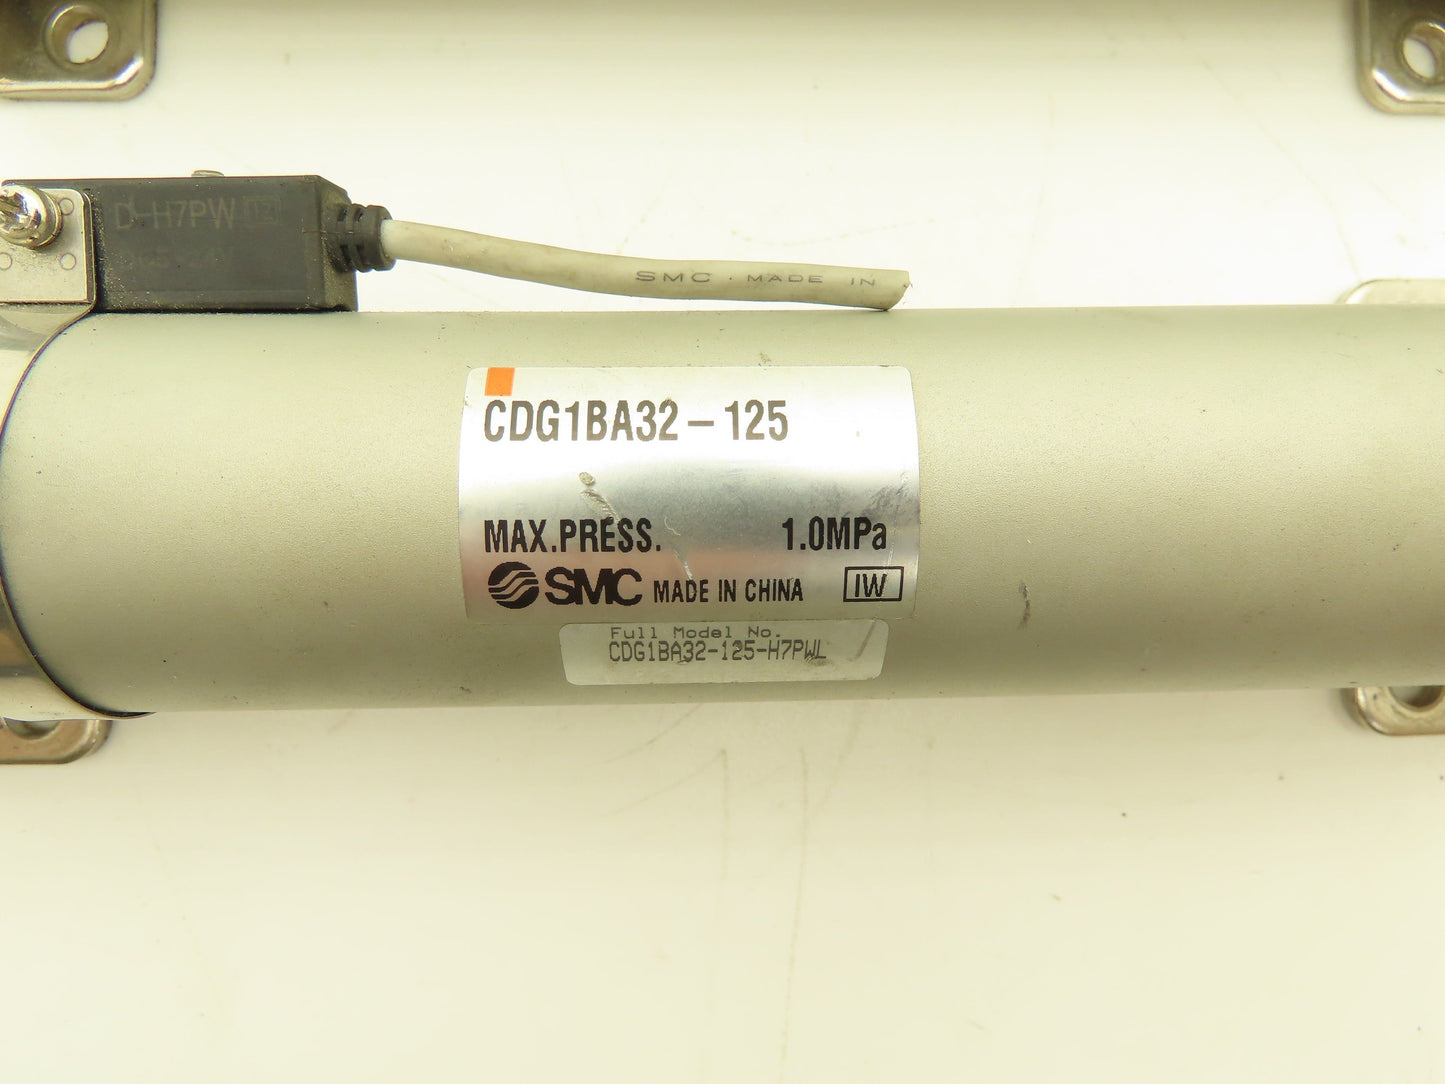 D-H7PW
SMC · MADE IN
CDG1BA32-125
MAX.PRESS. 1.0MPa
SMC MADE IN CHINA IW
Full Model No.
CDG1BA32-125-H7PWL